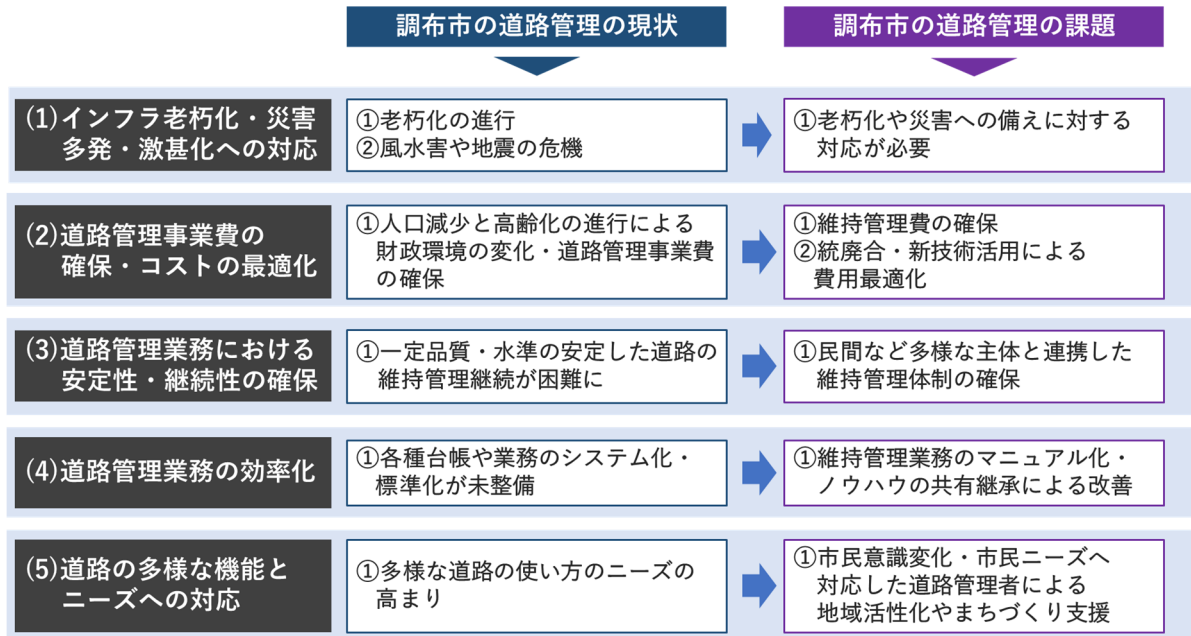 調布市の道路管理の現状
調布市の道路管理の課題
(1)インフラ老朽化・災害
多発・激甚化への対応
①老朽化の進行
②風水害や地震の危機
①老朽化や災害への備えに対する
対応が必要
(2)道路管理事業費の
確保・コストの最適化
①人口減少と高齢化の進行による
財政環境の変化・道路管理事業費
の確保
①維持管理費の確保
②統廃合・新技術活用による
費用最適化
(3)道路管理業務における
安定性・継続性の確保
①一定品質・水準の安定した道路の
維持管理継続が困難に
①民間など多様な主体と連携した
維持管理体制の確保
(4)道路管理業務の効率化
①各種台帳や業務のシステム化・
標準化が未整備
①維持管理業務のマニュアル化・
ノウハウの共有継承による改善
(5)道路の多様な機能と
ニーズへの対応
①多様な道路の使い方のニーズの
高まり
①市民意識変化・市民ニーズへ
対応した道路管理者による
地域活性化やまちづくり支援